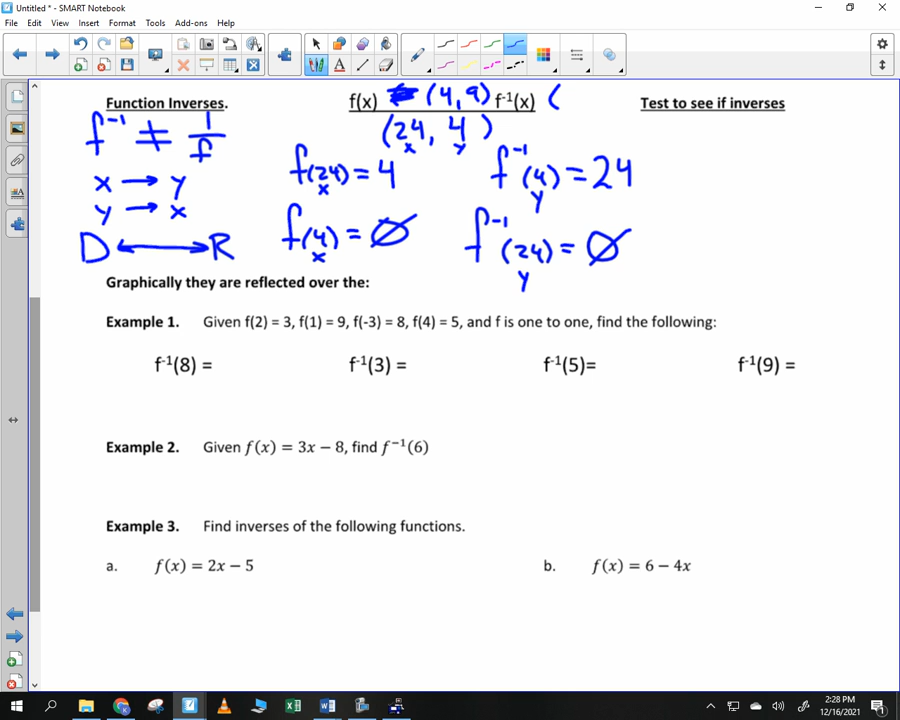 Untitled * - SMART Notebook
File Edit View Insert Format Tools Add-ons Help
Function Inverses. f(x) (4, 9) f-1(x) ( Test to see if inverses
f-1 ≠ 1/f
(24, 4)
x y
f(24) = 4 f-1(4) = 24
x y
x → y
y → x
f(4) = Ø f-1(24) = Ø
x y
D ↔ R
Graphically they are reflected over the:
Example 1. Given f(2) = 3, f(1) = 9, f(-3) = 8, f(4) = 5, and f is one to one, find the following:
f-1(8) = f-1(3) = f-1(5)= f-1(9) =
Example 2. Given f(x) = 3x − 8, find f−1(6)
Example 3. Find inverses of the following functions.
a. f(x) = 2x − 5 b. f(x) = 6 − 4x
2:28 PM
12/16/2021